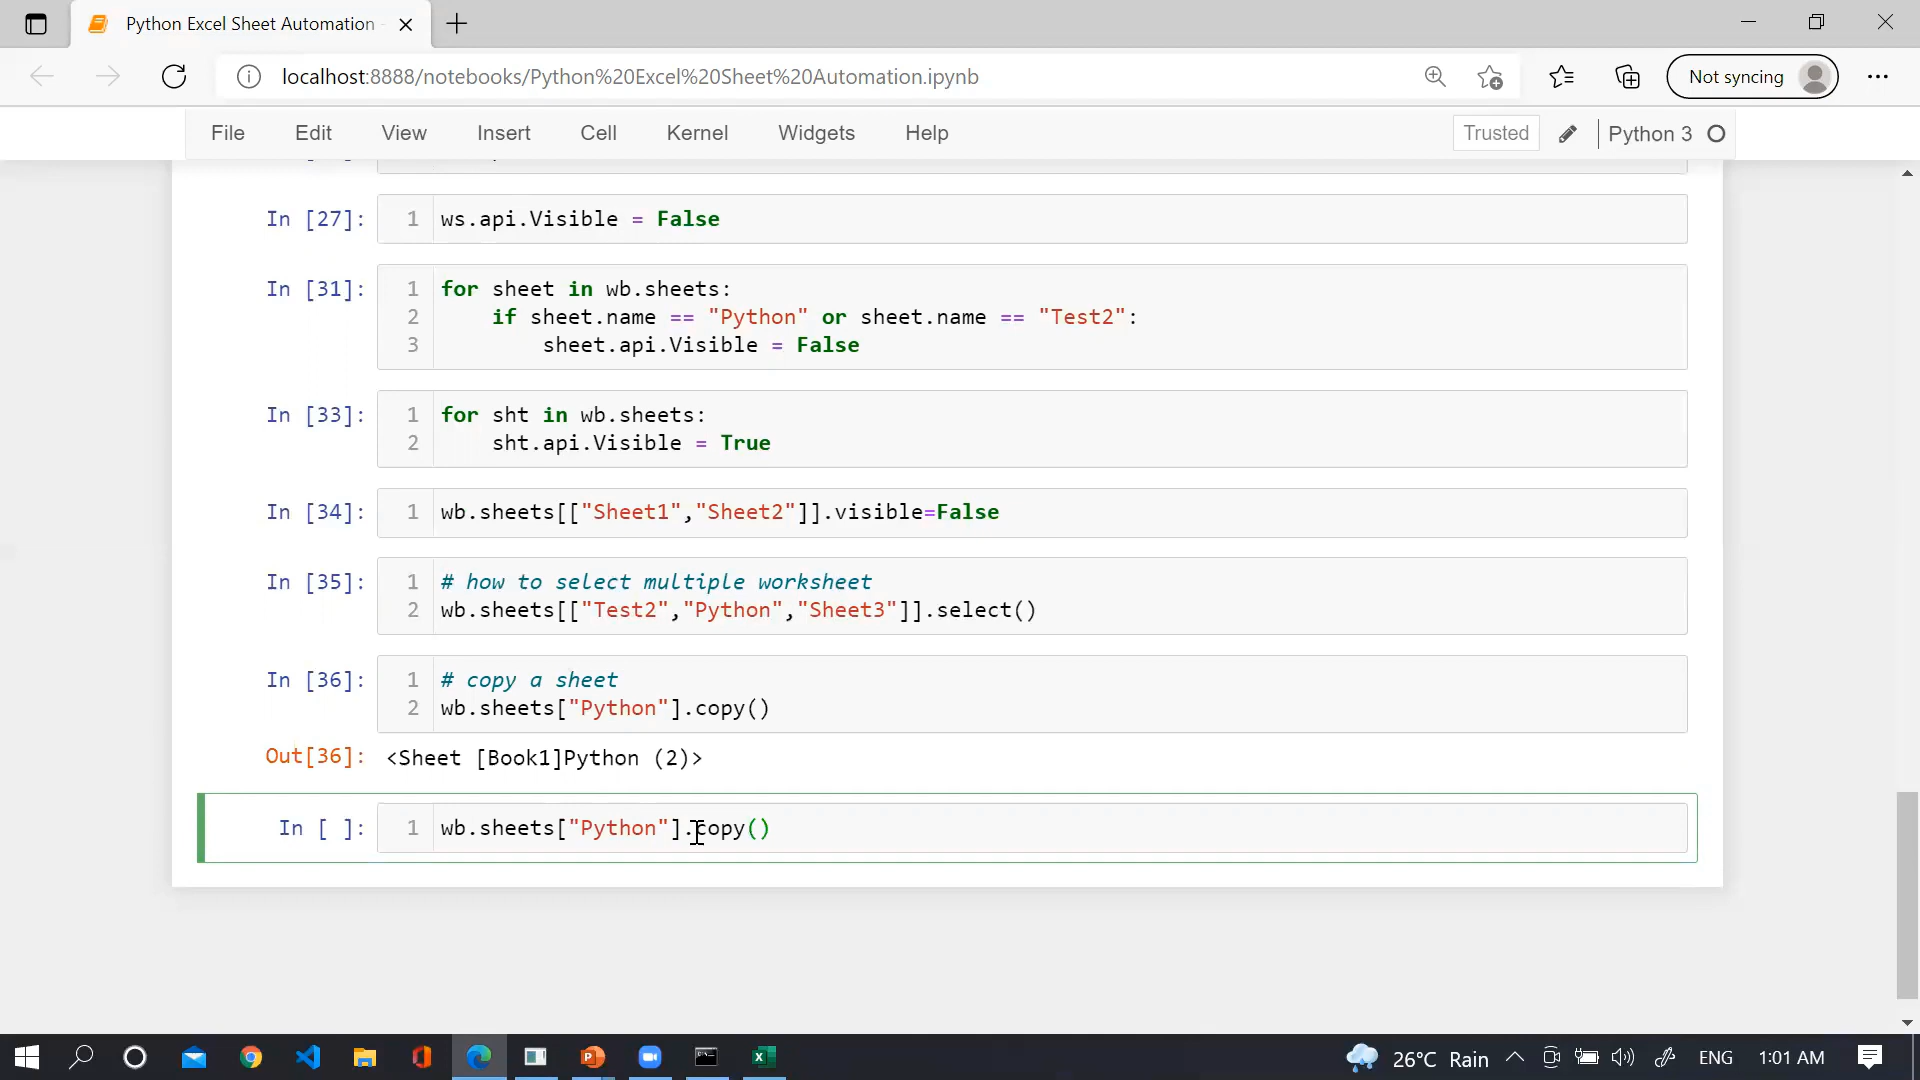 Python Excel Sheet Automation -
localhost:8888/notebooks/Python%20Excel%20Sheet%20Automation.ipynb
Not syncing
File Edit View Insert Cell Kernel Widgets Help
Trusted
Python 3
In [27]: 1 ws.api.Visible = False
In [31]: 1 for sheet in wb.sheets:
2 if sheet.name == "Python" or sheet.name == "Test2":
3 sheet.api.Visible = False
In [33]: 1 for sht in wb.sheets:
2 sht.api.Visible = True
In [34]: 1 wb.sheets[["Sheet1","Sheet2"]].visible=False
In [35]: 1 # how to select multiple worksheet
2 wb.sheets[["Test2","Python","Sheet3"]].select()
In [36]: 1 # copy a sheet
2 wb.sheets["Python"].copy()
Out[36]: <Sheet [Book1]Python (2)>
In [ ]: 1 wb.sheets["Python"].copy()
26°C Rain
ENG
1:01 AM